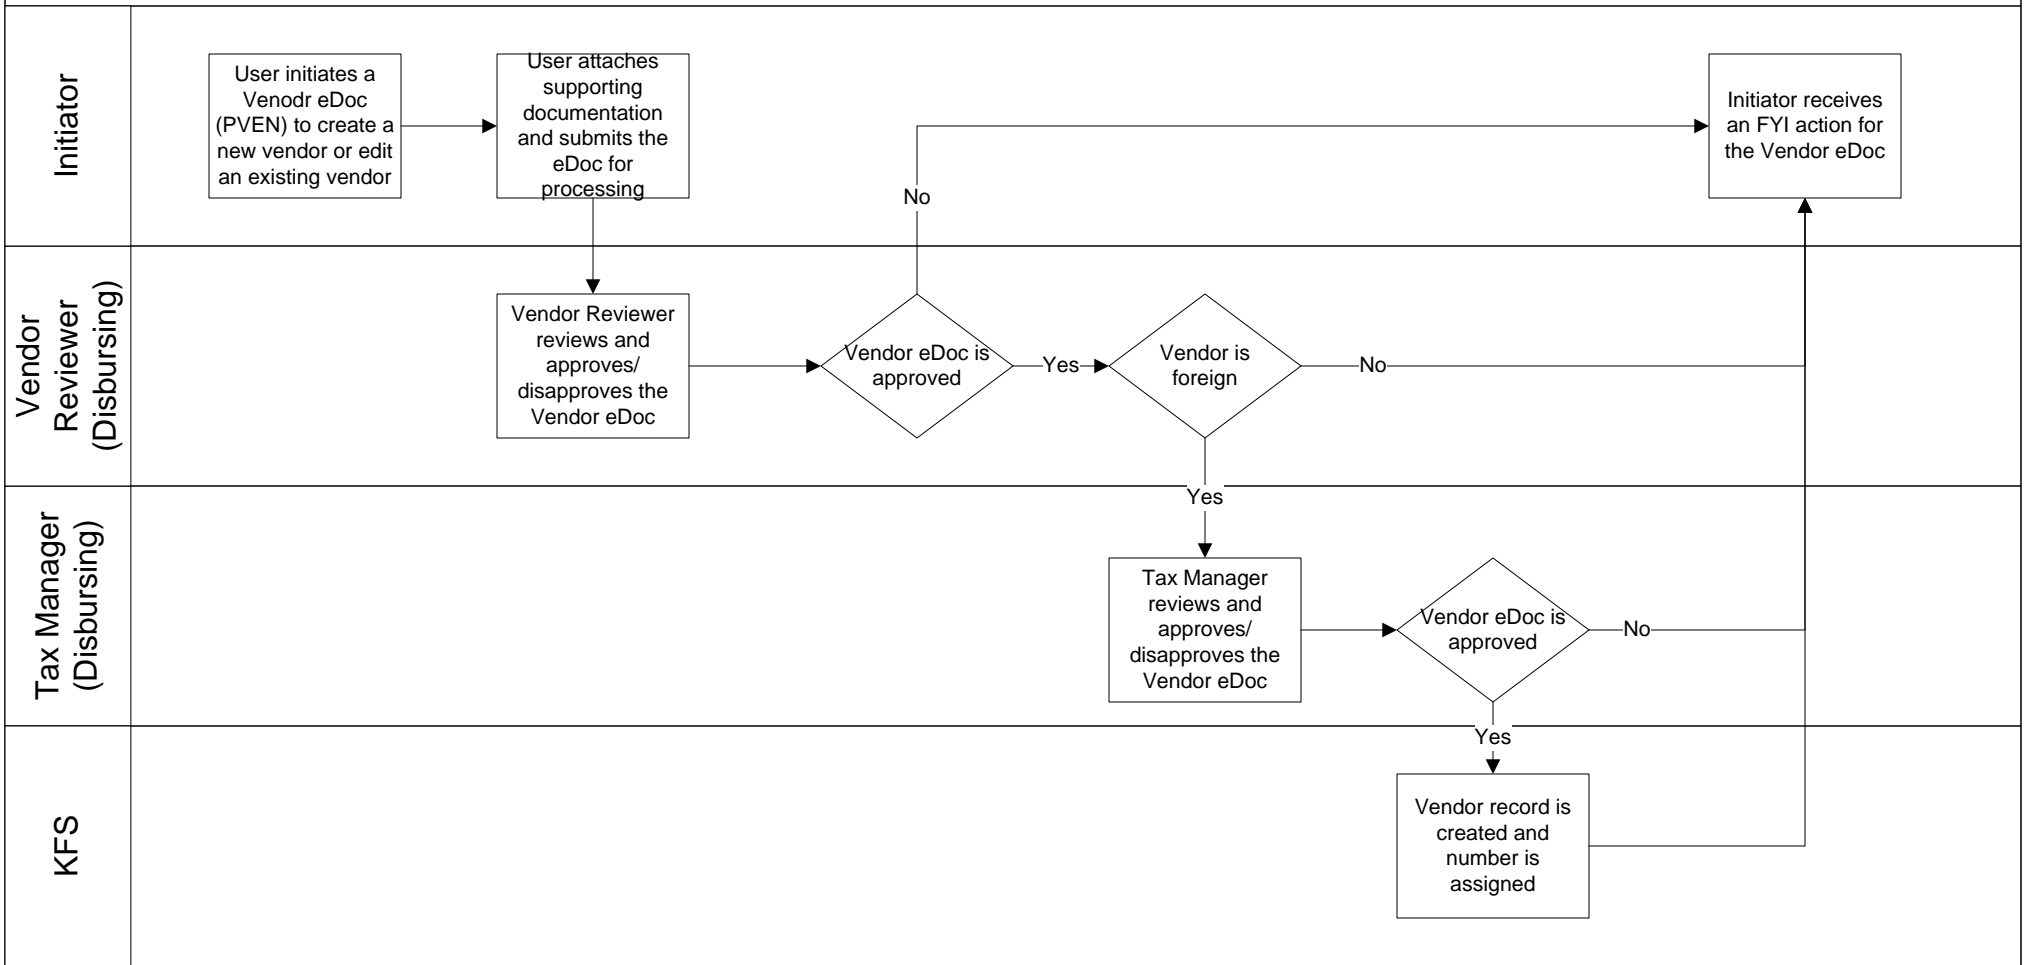 Initiator
User initiates a
Venodr eDoc
(PVEN) to create a
new vendor or edit
an existing vendor
User attaches
supporting
documentation
and submits the
eDoc for
processing
No
Initiator receives
an FYI action for
the Vendor eDoc
Vendor
Reviewer
(Disbursing)
Vendor Reviewer
reviews and
approves/
disapproves the
Vendor eDoc
Vendor eDoc is
approved
Yes
Vendor is
foreign
No
Yes
Tax Manager
(Disbursing)
Tax Manager
reviews and
approves/
disapproves the
Vendor eDoc
Vendor eDoc is
approved
No
Yes
KFS
Vendor record is
created and
number is
assigned